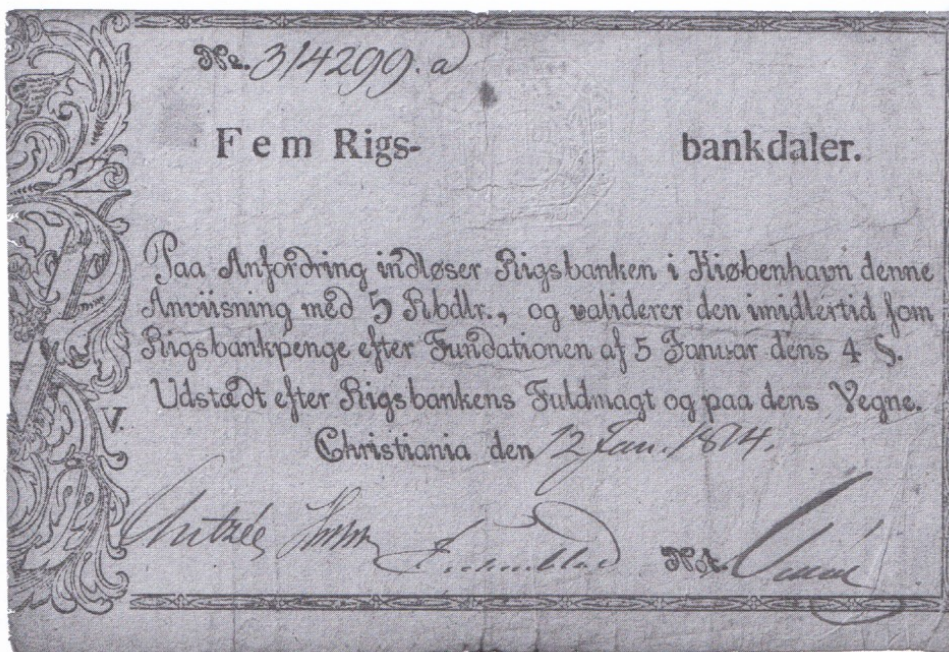 No. 314299.a
Fem Rigs- bankdaler.
Paa Anfordring indløser Rigsbanken i Kiøbenhavn denne
Anviisning med 5 Rbdlr., og validerer den imidlertid som
Rigsbankpenge efter Fundationen af 5 Januar dens 4 §.
V. Udstædt efter Rigsbankens Fuldmagt og paa dens Vegne.
Christiania den 12 Jan. 1814.
Not.